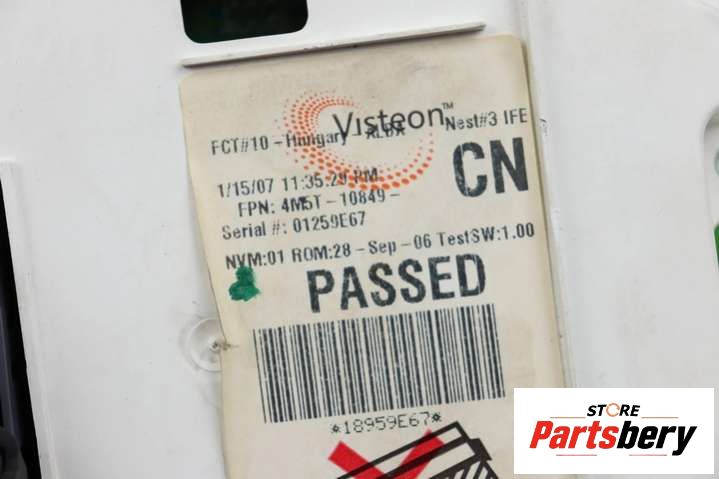 Visteon™
FCT#10 - Hungary - ALBA Nest#3 IFE
1/15/07 11:35:29 PM CN
FPN: 4M5T - 10849 -
Serial #: 01259E67
NVM:01 ROM:28 - Sep - 06 TestSW:1.00
PASSED
*18959E67*
STORE
Partsbery